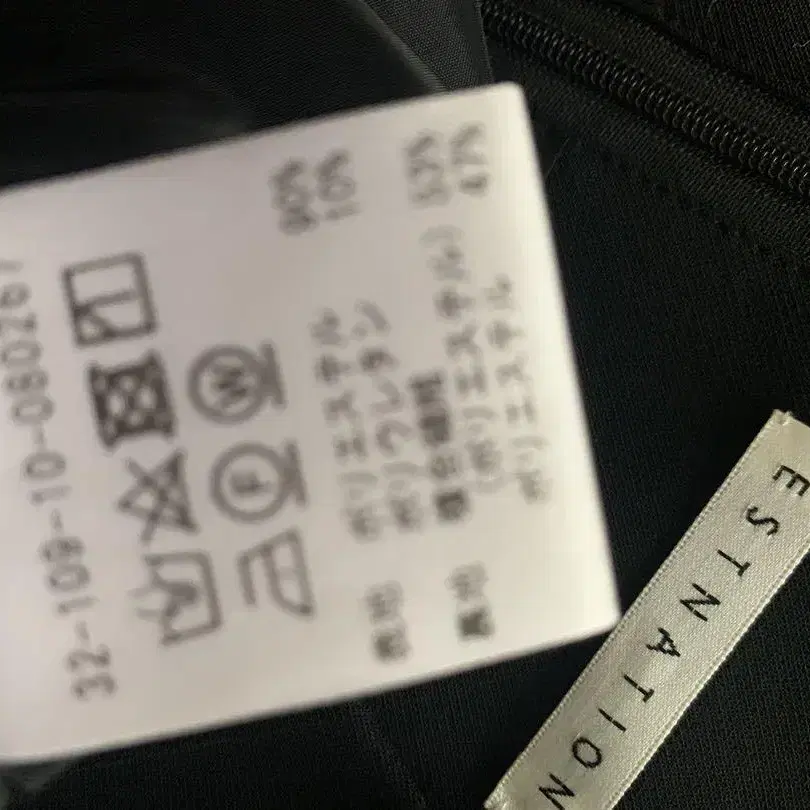 32-109-10-080267
W
F
表地 ポリエステル 90%
ポリウレタン 10%
裏地 複合繊維
(ポリエステル) 53%
ポリエステル 47%
ESTNATION